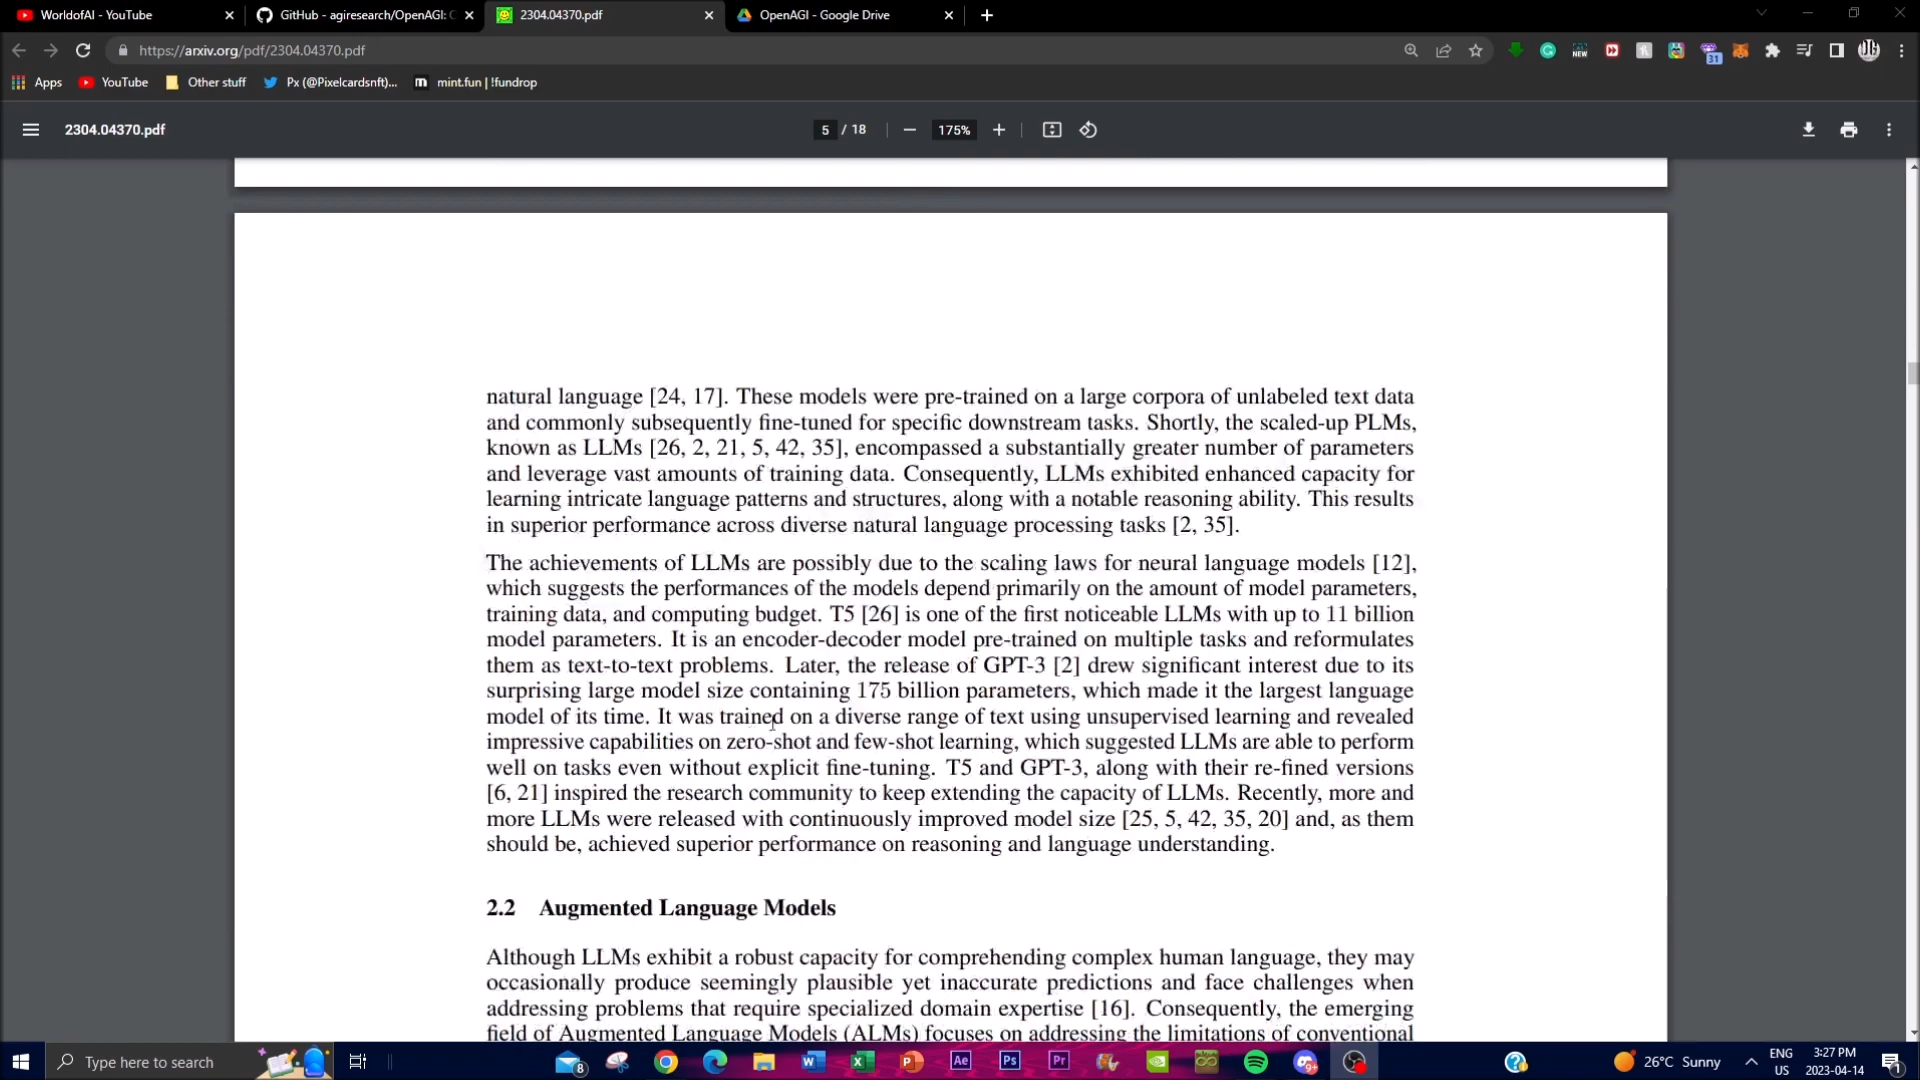 WorldofAI - YouTube
GitHub - agiresearch/OpenAGI: C
2304.04370.pdf
OpenAGI - Google Drive
https://arxiv.org/pdf/2304.04370.pdf
NEW
31
Apps
YouTube
Other stuff
Px (@Pixelcardsnft)...
m
mint.fun | !fundrop
2304.04370.pdf
5 / 18
175%
natural language [24, 17]. These models were pre-trained on a large corpora of unlabeled text data
and commonly subsequently fine-tuned for specific downstream tasks. Shortly, the scaled-up PLMs,
known as LLMs [26, 2, 21, 5, 42, 35], encompassed a substantially greater number of parameters
and leverage vast amounts of training data. Consequently, LLMs exhibited enhanced capacity for
learning intricate language patterns and structures, along with a notable reasoning ability. This results
in superior performance across diverse natural language processing tasks [2, 35].
The achievements of LLMs are possibly due to the scaling laws for neural language models [12],
which suggests the performances of the models depend primarily on the amount of model parameters,
training data, and computing budget. T5 [26] is one of the first noticeable LLMs with up to 11 billion
model parameters. It is an encoder-decoder model pre-trained on multiple tasks and reformulates
them as text-to-text problems. Later, the release of GPT-3 [2] drew significant interest due to its
surprising large model size containing 175 billion parameters, which made it the largest language
model of its time. It was trained on a diverse range of text using unsupervised learning and revealed
impressive capabilities on zero-shot and few-shot learning, which suggested LLMs are able to perform
well on tasks even without explicit fine-tuning. T5 and GPT-3, along with their re-fined versions
[6, 21] inspired the research community to keep extending the capacity of LLMs. Recently, more and
more LLMs were released with continuously improved model size [25, 5, 42, 35, 20] and, as them
should be, achieved superior performance on reasoning and language understanding.
2.2 Augmented Language Models
Although LLMs exhibit a robust capacity for comprehending complex human language, they may
occasionally produce seemingly plausible yet inaccurate predictions and face challenges when
addressing problems that require specialized domain expertise [16]. Consequently, the emerging
field of Augmented Language Models (ALMs) focuses on addressing the limitations of conventional
Type here to search
8
Ae
Ps
Pr
9+
26°C Sunny
ENG
US
3:27 PM
2023-04-14
1